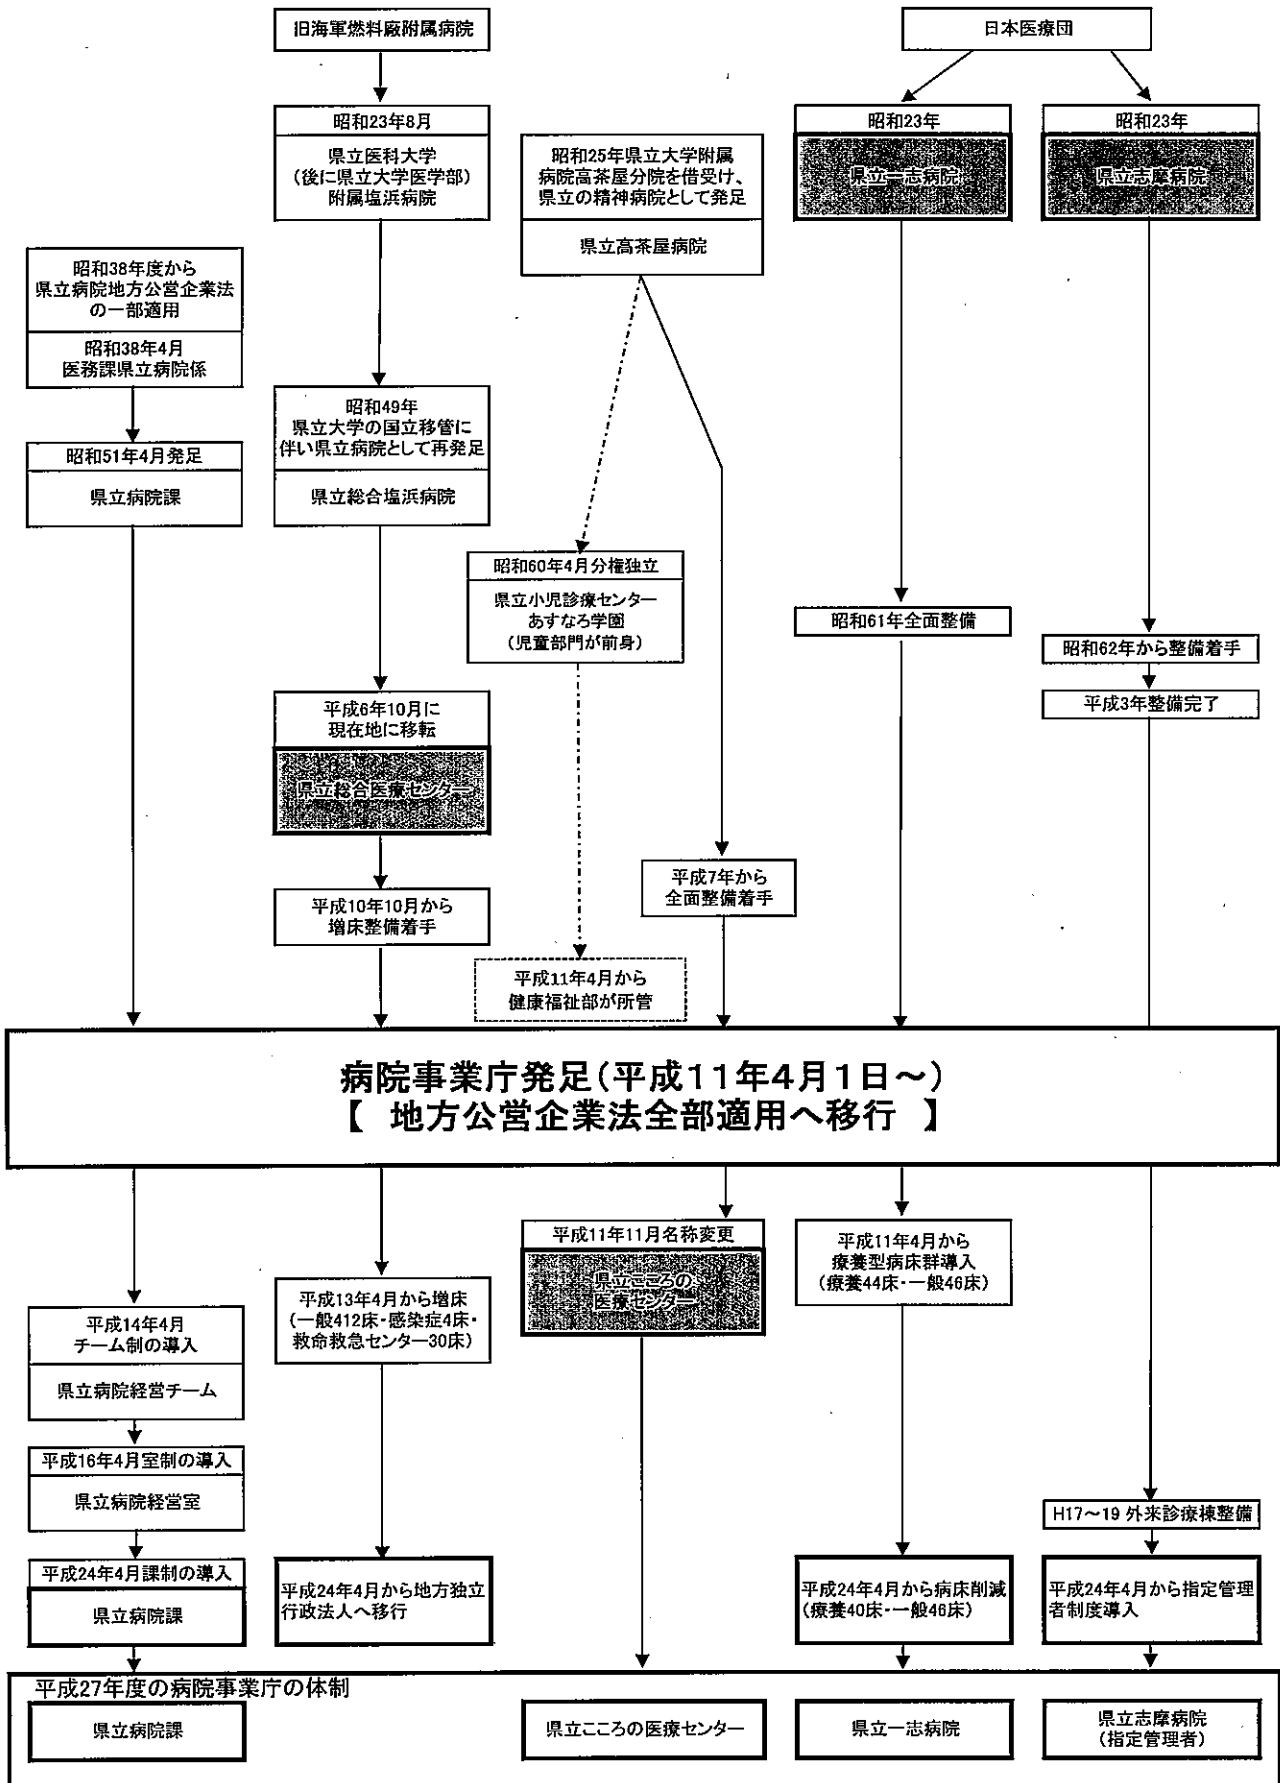 旧海軍燃料廠附属病院
日本医療団
昭和23年8月
県立医科大学
(後に県立大学医学部)
附属塩浜病院
昭和25年県立大学附属
病院高茶屋分院を借受け、
県立の精神病院として発足
県立高茶屋病院
昭和23年
県立一志病院
昭和23年
県立志摩病院
昭和38年度から
県立病院地方公営企業法
の一部適用
昭和38年4月
医務課県立病院係
昭和51年4月発足
県立病院課
昭和49年
県立大学の国立移管に
伴い県立病院として再発足
県立総合塩浜病院
昭和60年4月分権独立
県立小児診療センター
あすなろ学園
(児童部門が前身)
昭和61年全面整備
昭和62年から整備着手
平成3年整備完了
平成6年10月に
現在地に移転
県立総合医療センター
平成7年から
全面整備着手
平成10年10月から
増床整備着手
平成11年4月から
健康福祉部が所管
病院事業庁発足(平成11年4月1日～)
【 地方公営企業法全部適用へ移行 】
平成14年4月
チーム制の導入
県立病院経営チーム
平成16年4月室制の導入
県立病院経営室
平成24年4月課制の導入
県立病院課
平成13年4月から増床
(一般412床・感染症4床・
救命救急センター30床)
平成24年4月から地方独立
行政法人へ移行
平成11年11月名称変更
県立こころの
医療センター
平成11年4月から
療養型病床群導入
(療養44床・一般46床)
平成24年4月から病床削減
(療養40床・一般46床)
H17～19 外来診療棟整備
平成24年4月から指定管理
者制度導入
平成27年度の病院事業庁の体制
県立病院課
県立こころの医療センター
県立一志病院
県立志摩病院
(指定管理者)